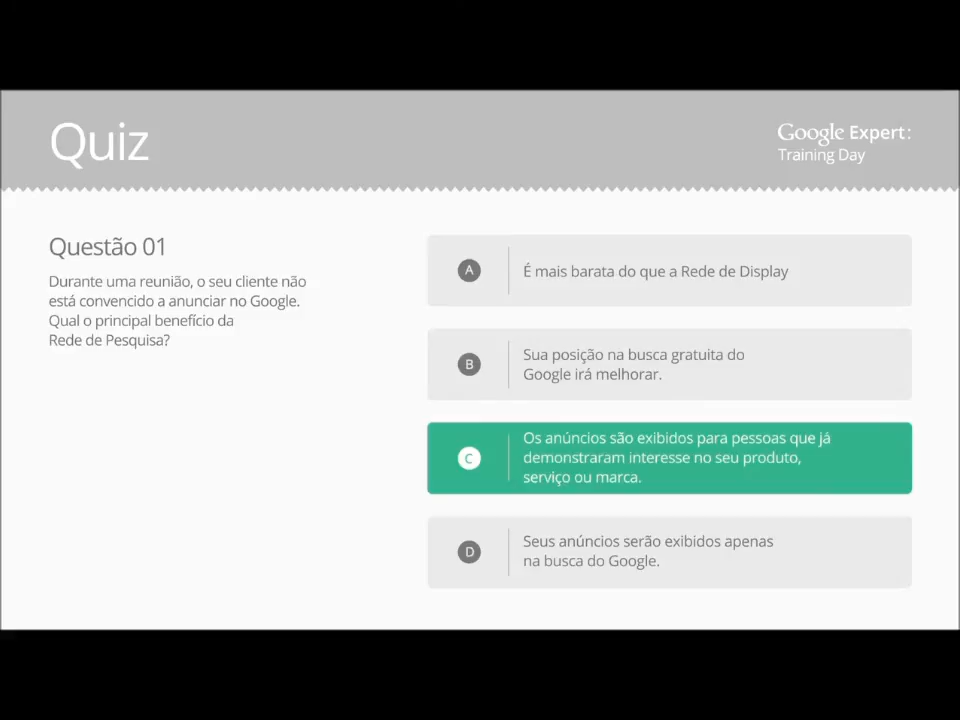 Quiz
Google Expert:
Training Day
Questão 01
Durante uma reunião, o seu cliente não
está convencido a anunciar no Google.
Qual o principal benefício da
Rede de Pesquisa?
A
É mais barata do que a Rede de Display
B
Sua posição na busca gratuita do
Google irá melhorar.
C
Os anúncios são exibidos para pessoas que já
demonstraram interesse no seu produto,
serviço ou marca.
D
Seus anúncios serão exibidos apenas
na busca do Google.